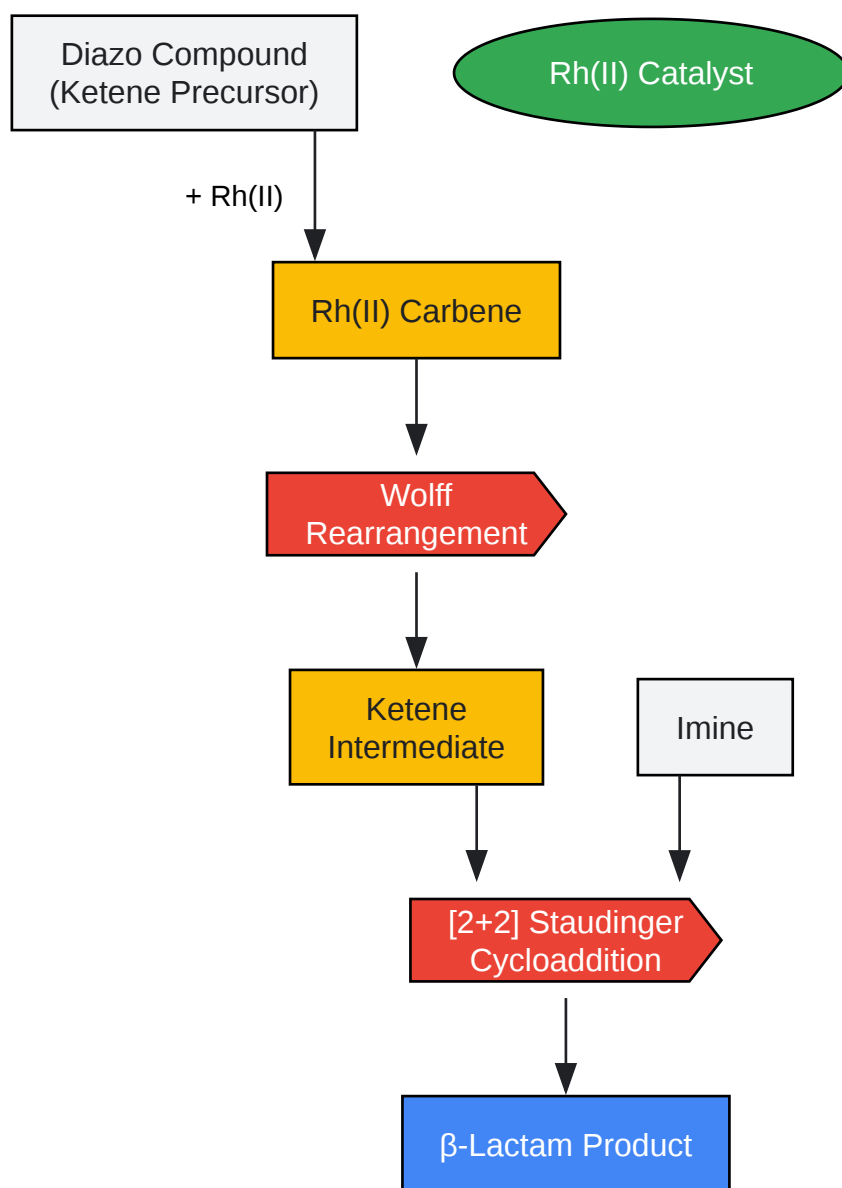 Diazo Compound
(Ketene Precursor)
Rh(II) Catalyst
+ Rh(II)
Rh(II) Carbene
Wolff
Rearrangement
Ketene
Intermediate
Imine
[2+2] Staudinger
Cycloaddition
β-Lactam Product